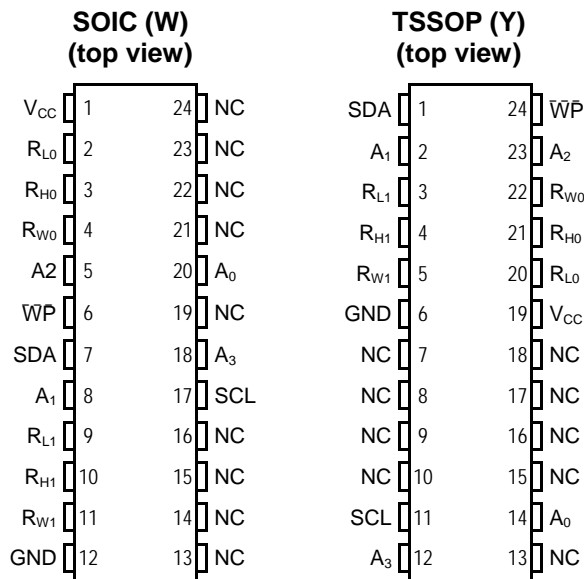 SOIC (W) TSSOP (Y)
(top view) (top view)
VCC 1 24 NC SDA 1 24 W̅P̅
RL0 2 23 NC A1 2 23 A2
RH0 3 22 NC RL1 3 22 RW0
RW0 4 21 NC RH1 4 21 RH0
A2 5 20 A0 RW1 5 20 RL0
W̅P̅ 6 19 NC GND 6 19 VCC
SDA 7 18 A3 NC 7 18 NC
A1 8 17 SCL NC 8 17 NC
RL1 9 16 NC NC 9 16 NC
RH1 10 15 NC NC 10 15 NC
RW1 11 14 NC SCL 11 14 A0
GND 12 13 NC A3 12 13 NC